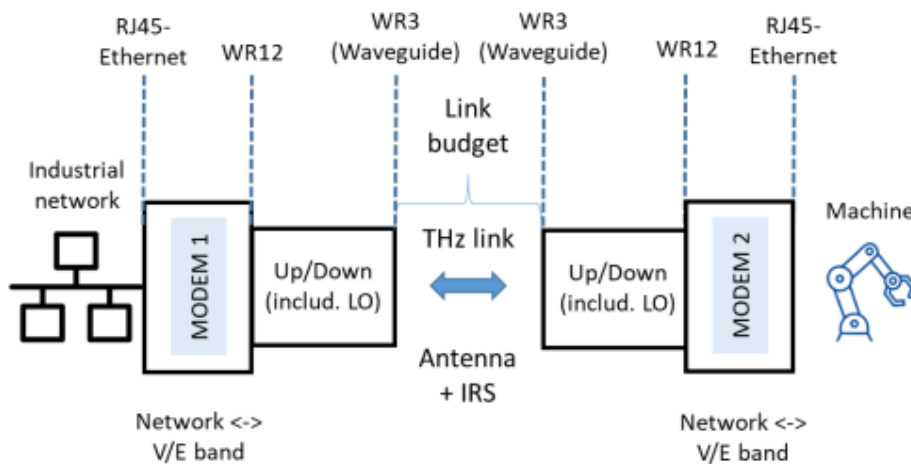 RJ45-
Ethernet
WR12
WR3
(Waveguide)
WR3
(Waveguide)
WR12
RJ45-
Ethernet
Link
budget
Industrial
network
MODEM 1
Up/Down
(includ. LO)
THz link
Antenna
+ IRS
Up/Down
(includ. LO)
MODEM 2
Machine
Network <->
V/E band
Network <->
V/E band